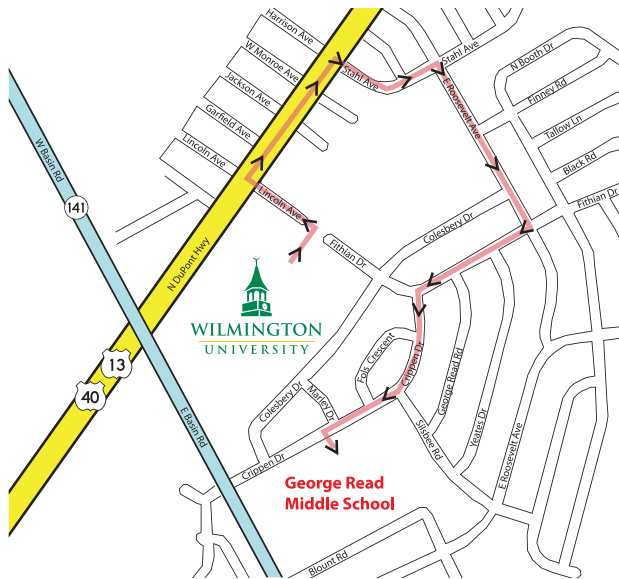 Harrison Ave
W Monroe Ave
Jackson Ave
Garfield Ave
Lincoln Ave
Stahl Ave
Stahl Ave
N Booth Dr
Finney Rd
Tallow Ln
Black Rd
Fithian Dr
E Roosevelt Ave
W Basin Rd
141
Lincoln Ave
Colesbery Dr
Fithian Dr
N DuPont Hwy
WILMINGTON
UNIVERSITY
13
40
Fols Crescent
Crippen Dr
George Read Rd
Marley Dr
Colesbery Dr
E Basin Rd
Yeates Dr
Silsbee Rd
E Roosevelt Ave
Crippen Dr
George Read
Middle School
Blount Rd